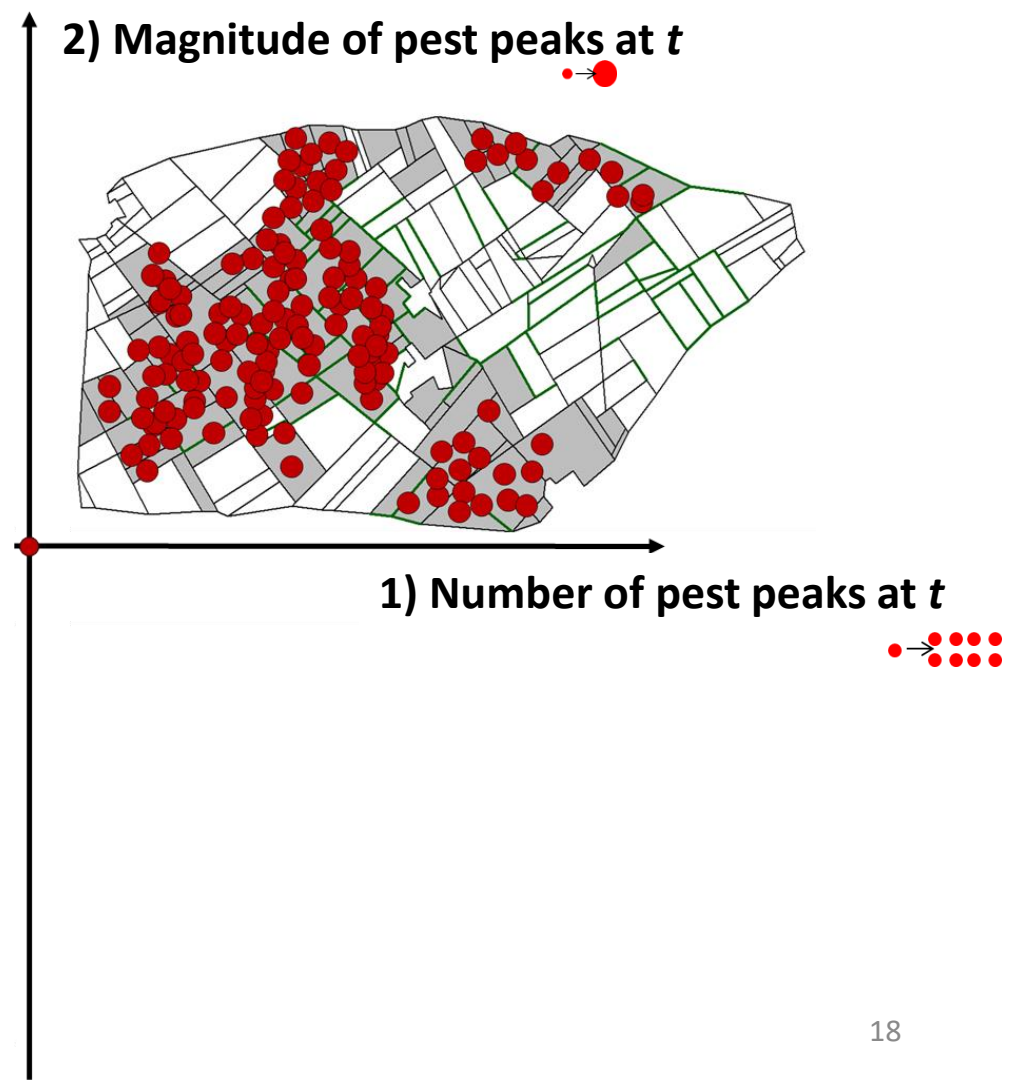 2) Magnitude of pest peaks at t
1) Number of pest peaks at t
18